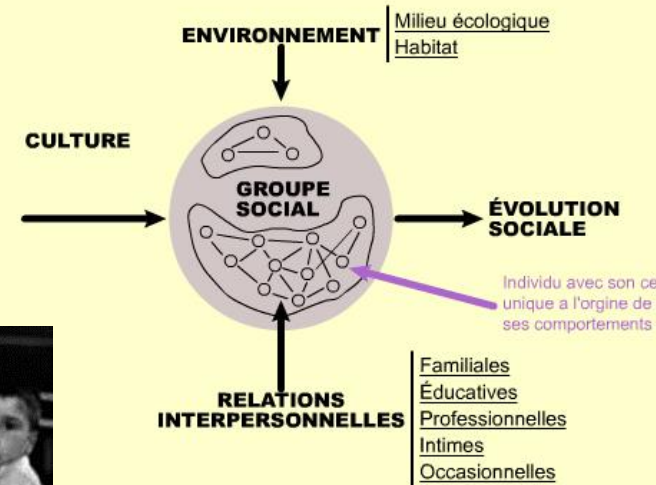 ENVIRONNEMENT
Milieu écologique
Habitat
CULTURE
GROUPE
SOCIAL
ÉVOLUTION
SOCIALE
Individu avec son
unique a l'orgine de
ses comportements
RELATIONS
INTERPERSONNELLES
Familiales
Éducatives
Professionnelles
Intimes
Occasionnelles